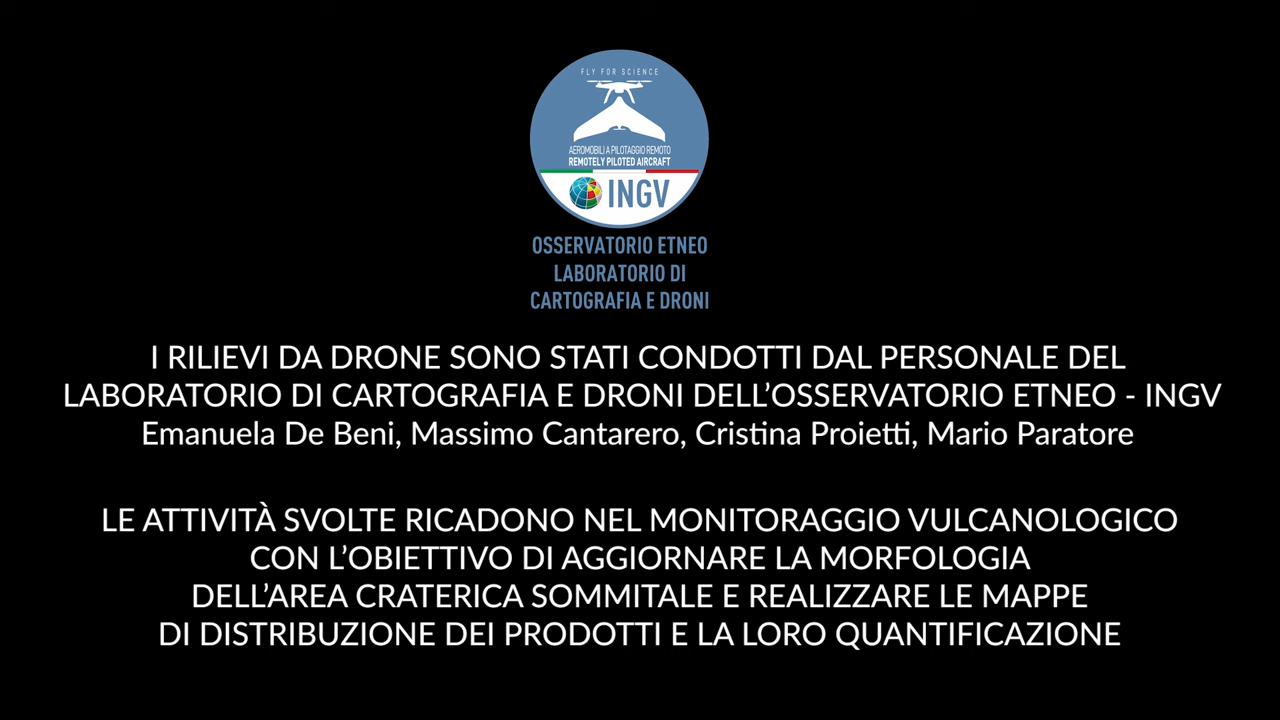 FLY FOR SCIENCE
AEROMOBILI A PILOTAGGIO REMOTO
REMOTELY PILOTED AIRCRAFT
INGV
OSSERVATORIO ETNEO
LABORATORIO DI
CARTOGRAFIA E DRONI
I RILIEVI DA DRONE SONO STATI CONDOTTI DAL PERSONALE DEL
LABORATORIO DI CARTOGRAFIA E DRONI DELL’OSSERVATORIO ETNEO - INGV
Emanuela De Beni, Massimo Cantarero, Cristina Proietti, Mario Paratore
LE ATTIVITÀ SVOLTE RICADONO NEL MONITORAGGIO VULCANOLOGICO
CON L’OBIETTIVO DI AGGIORNARE LA MORFOLOGIA
DELL’AREA CRATERICA SOMMITALE E REALIZZARE LE MAPPE
DI DISTRIBUZIONE DEI PRODOTTI E LA LORO QUANTIFICAZIONE